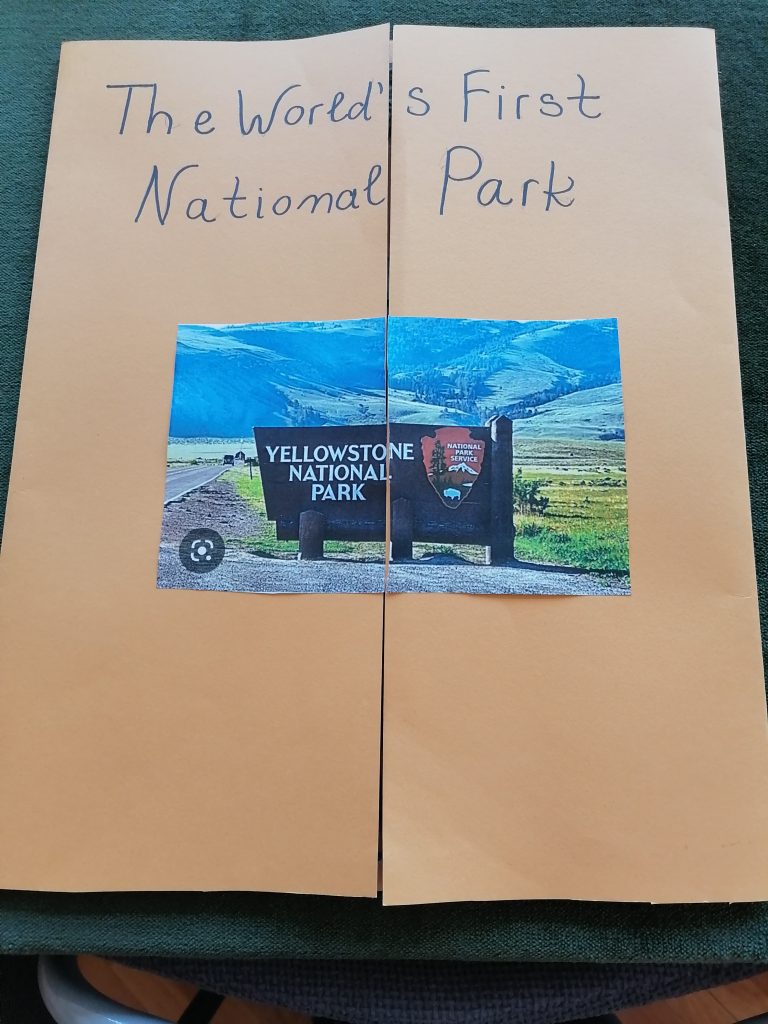 The World's First
National Park
YELLOWSTONE
NATIONAL
PARK
NATIONAL
PARK
SERVICE